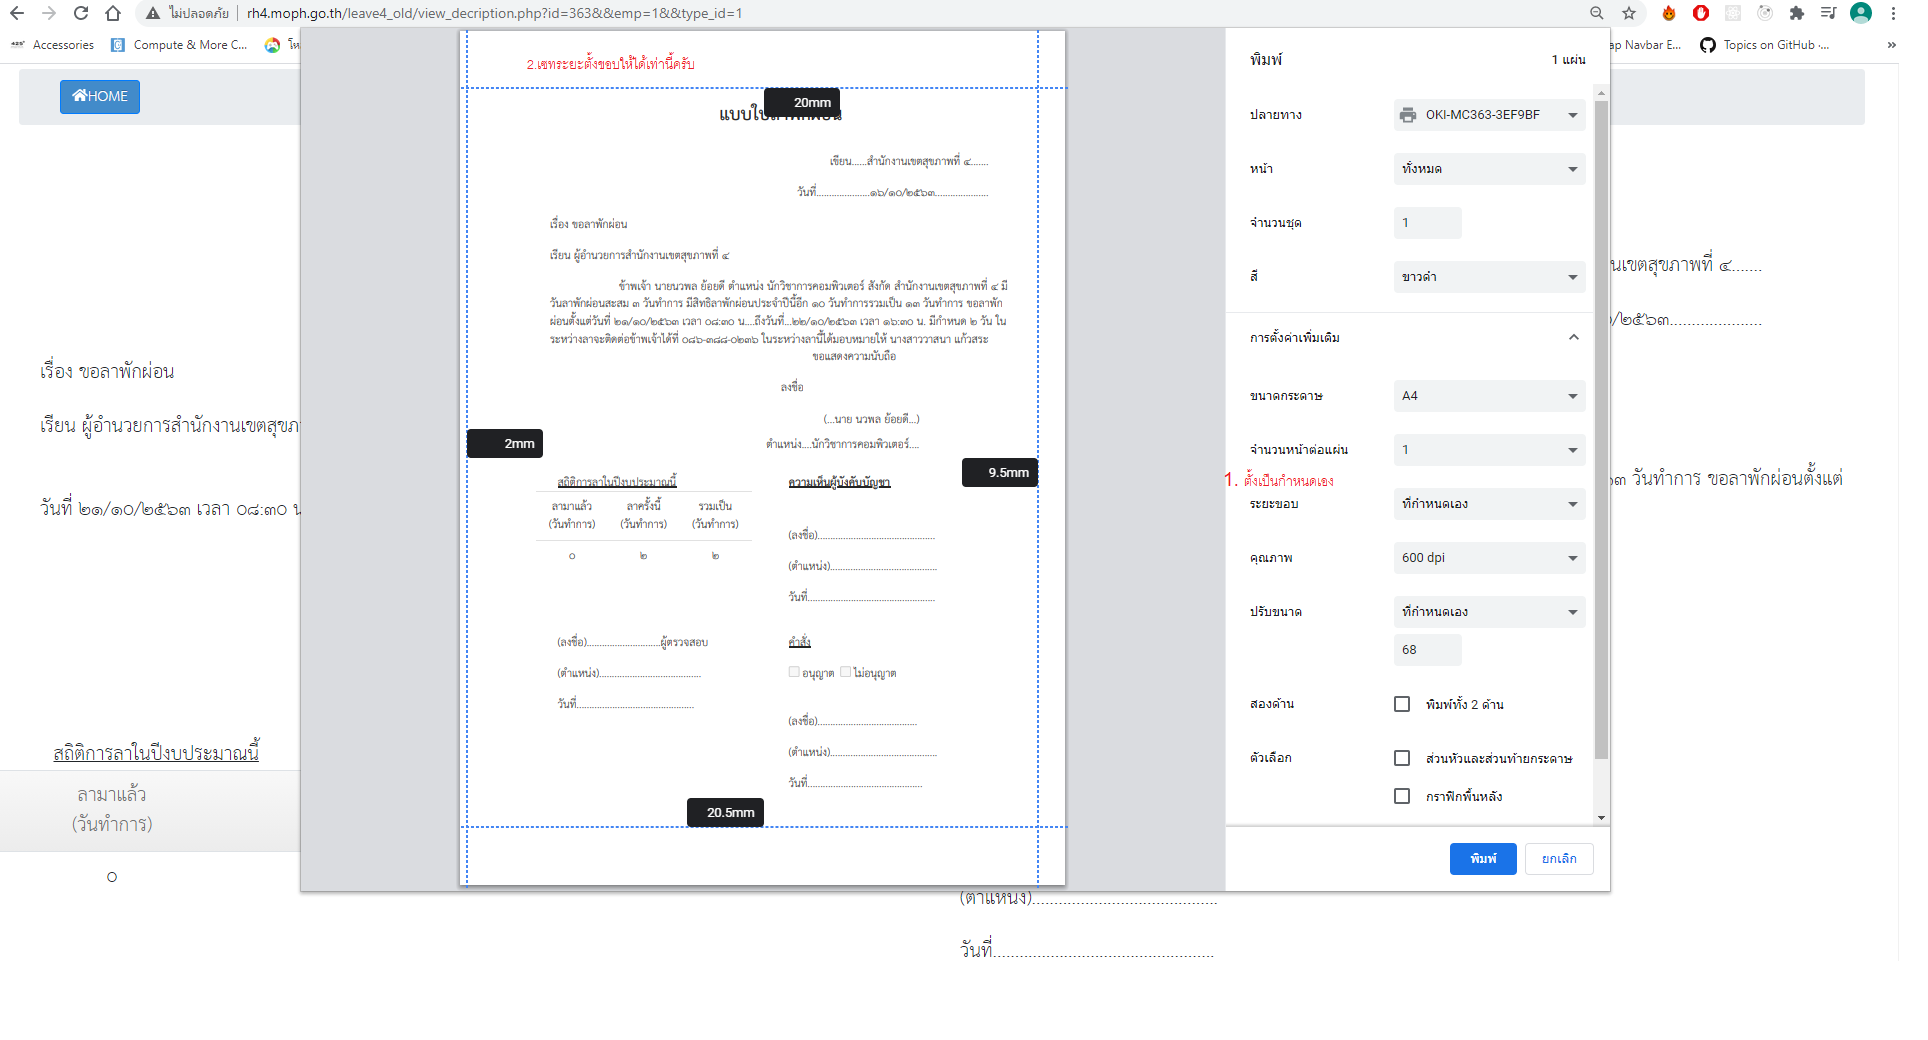 ไม่ปลอดภัย rh4.moph.go.th/leave4_old/view_decription.php?id=363&&emp=1&&type_id=1
Accessories
Compute & More C...
ap Navbar E...
Topics on GitHub -...
»
HOME
2.เซทระยะตั้งขอบให้ได้เท่านี้ครับ
20mm
แบบใบลาพักผ่อน
เขียน......สำนักงานเขตสุขภาพที่ ๔.......
วันที่.....................๑๖/๑๐/๒๕๖๓.....................
เรื่อง ขอลาพักผ่อน
เรียน ผู้อำนวยการสำนักงานเขตสุขภาพที่ ๔
ข้าพเจ้า นายนวพล ย้อยดี ตำแหน่ง นักวิชาการคอมพิวเตอร์ สังกัด สำนักงานเขตสุขภาพที่ ๔ มี
วันลาพักผ่อนสะสม ๓ วันทำการ มีสิทธิลาพักผ่อนประจำปีนี้อีก ๑๐ วันทำการรวมเป็น ๑๓ วันทำการ ขอลาพัก
ผ่อนตั้งแต่วันที่ ๒๑/๑๐/๒๕๖๓ เวลา ๐๘:๓๐ น....ถึงวันที่...๒๒/๑๐/๒๕๖๓ เวลา ๑๖:๓๐ น. มีกำหนด ๒ วัน ใน
ระหว่างลาจะติดต่อข้าพเจ้าได้ที่ ๐๘๖-๓๘๘-๐๒๓๖ ในระหว่างลานี้ได้มอบหมายให้ นางสาววาสนา แก้วสระ
ขอแสดงความนับถือ
ลงชื่อ
(...นาย นวพล ย้อยดี...)
ตำแหน่ง....นักวิชาการคอมพิวเตอร์....
2mm
9.5mm
สถิติการลาในปีงบประมาณนี้
ลามาแล้ว ลาครั้งนี้ รวมเป็น
(วันทำการ) (วันทำการ) (วันทำการ)
๐ ๒ ๒
ความเห็นผู้บังคับบัญชา
(ลงชื่อ)..............................................
(ตำแหน่ง)..........................................
วันที่..................................................
(ลงชื่อ).............................ผู้ตรวจสอบ
(ตำแหน่ง)........................................
วันที่..............................................
คำสั่ง
อนุญาต ไม่อนุญาต
(ลงชื่อ).......................................
(ตำแหน่ง)..........................................
วันที่.............................................
20.5mm
พิมพ์ 1 แผ่น
ปลายทาง OKI-MC363-3EF9BF
หน้า ทั้งหมด
จำนวนชุด 1
สี ขาวดำ
การตั้งค่าเพิ่มเติม
ขนาดกระดาษ A4
จำนวนหน้าต่อแผ่น 1
1. ตั้งเป็นกำหนดเอง
ระยะขอบ ที่กำหนดเอง
คุณภาพ 600 dpi
ปรับขนาด ที่กำหนดเอง
68
สองด้าน พิมพ์ทั้ง 2 ด้าน
ตัวเลือก ส่วนหัวและส่วนท้ายกระดาษ
กราฟิกพื้นหลัง
พิมพ์ ยกเลิก
นเขตสุขภาพที่ ๔.......
/๒๕๖๓.....................
เรื่อง ขอลาพักผ่อน
เรียน ผู้อำนวยการสำนักงานเขตสุขภา
๓ วันทำการ ขอลาพักผ่อนตั้งแต่
วันที่ ๒๑/๑๐/๒๕๖๓ เวลา ๐๘:๓๐ น
สถิติการลาในปีงบประมาณนี้
ลามาแล้ว
(วันทำการ)
๐
(ตำแหน่ง)..........................................
วันที่..................................................